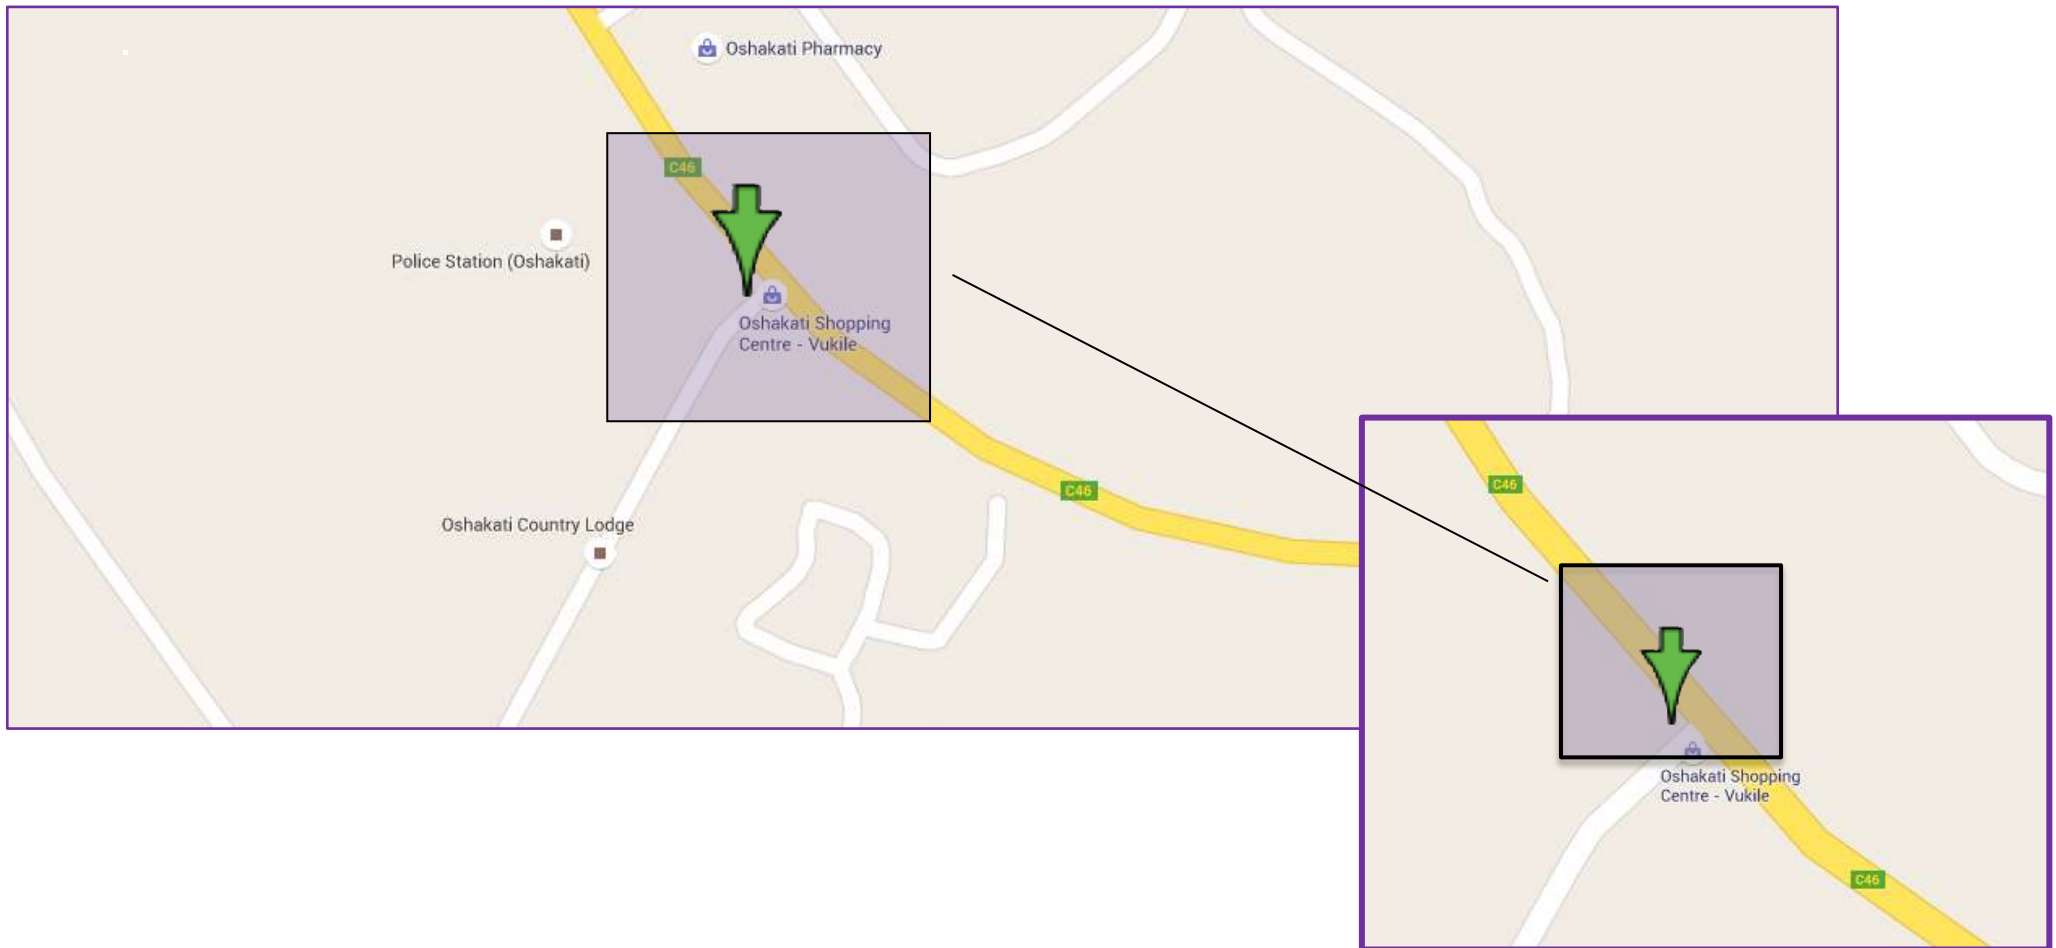 Oshakati Pharmacy
C46
Police Station (Oshakati)
Oshakati Shopping
Centre - Vukile
C46
Oshakati Country Lodge
C46
Oshakati Shopping
Centre - Vukile
C46